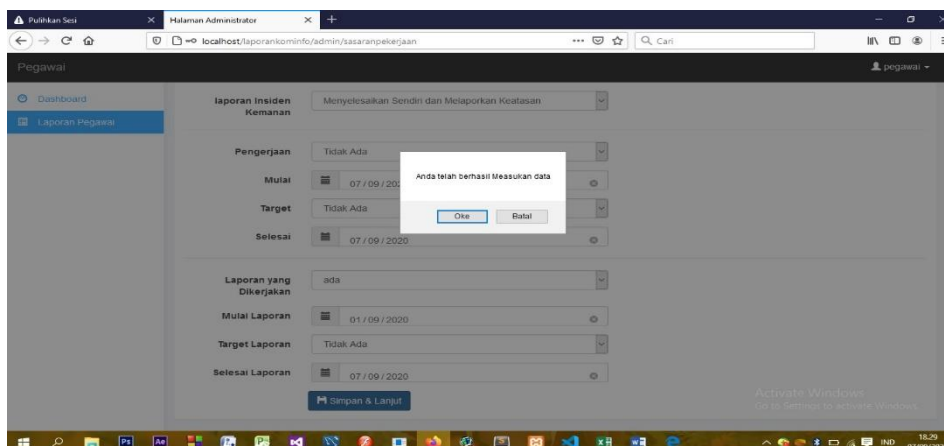 Pulihkan Sesi
Halaman Administrator
localhost/laporankominfo/admin/sasaranpekerjaan
Cari
Pegawai
pegawai
Dashboard
Laporan Pegawai
laporan Insiden Kemanan
Menyelesaikan Sendiri dan Melaporkan Keatasan
Pengerjaan
Tidak Ada
Mulai
07/09/20
Anda telah berhasil Measukan data
Oke
Batal
Target
Tidak Ada
Selesai
07/09/2020
Laporan yang Dikerjakan
ada
Mulai Laporan
01/09/2020
Target Laporan
Tidak Ada
Selesai Laporan
07/09/2020
Simpan & Lanjut
Activate Windows
Go to Settings to activate Windows.
Ps
Ae
IND
18.29